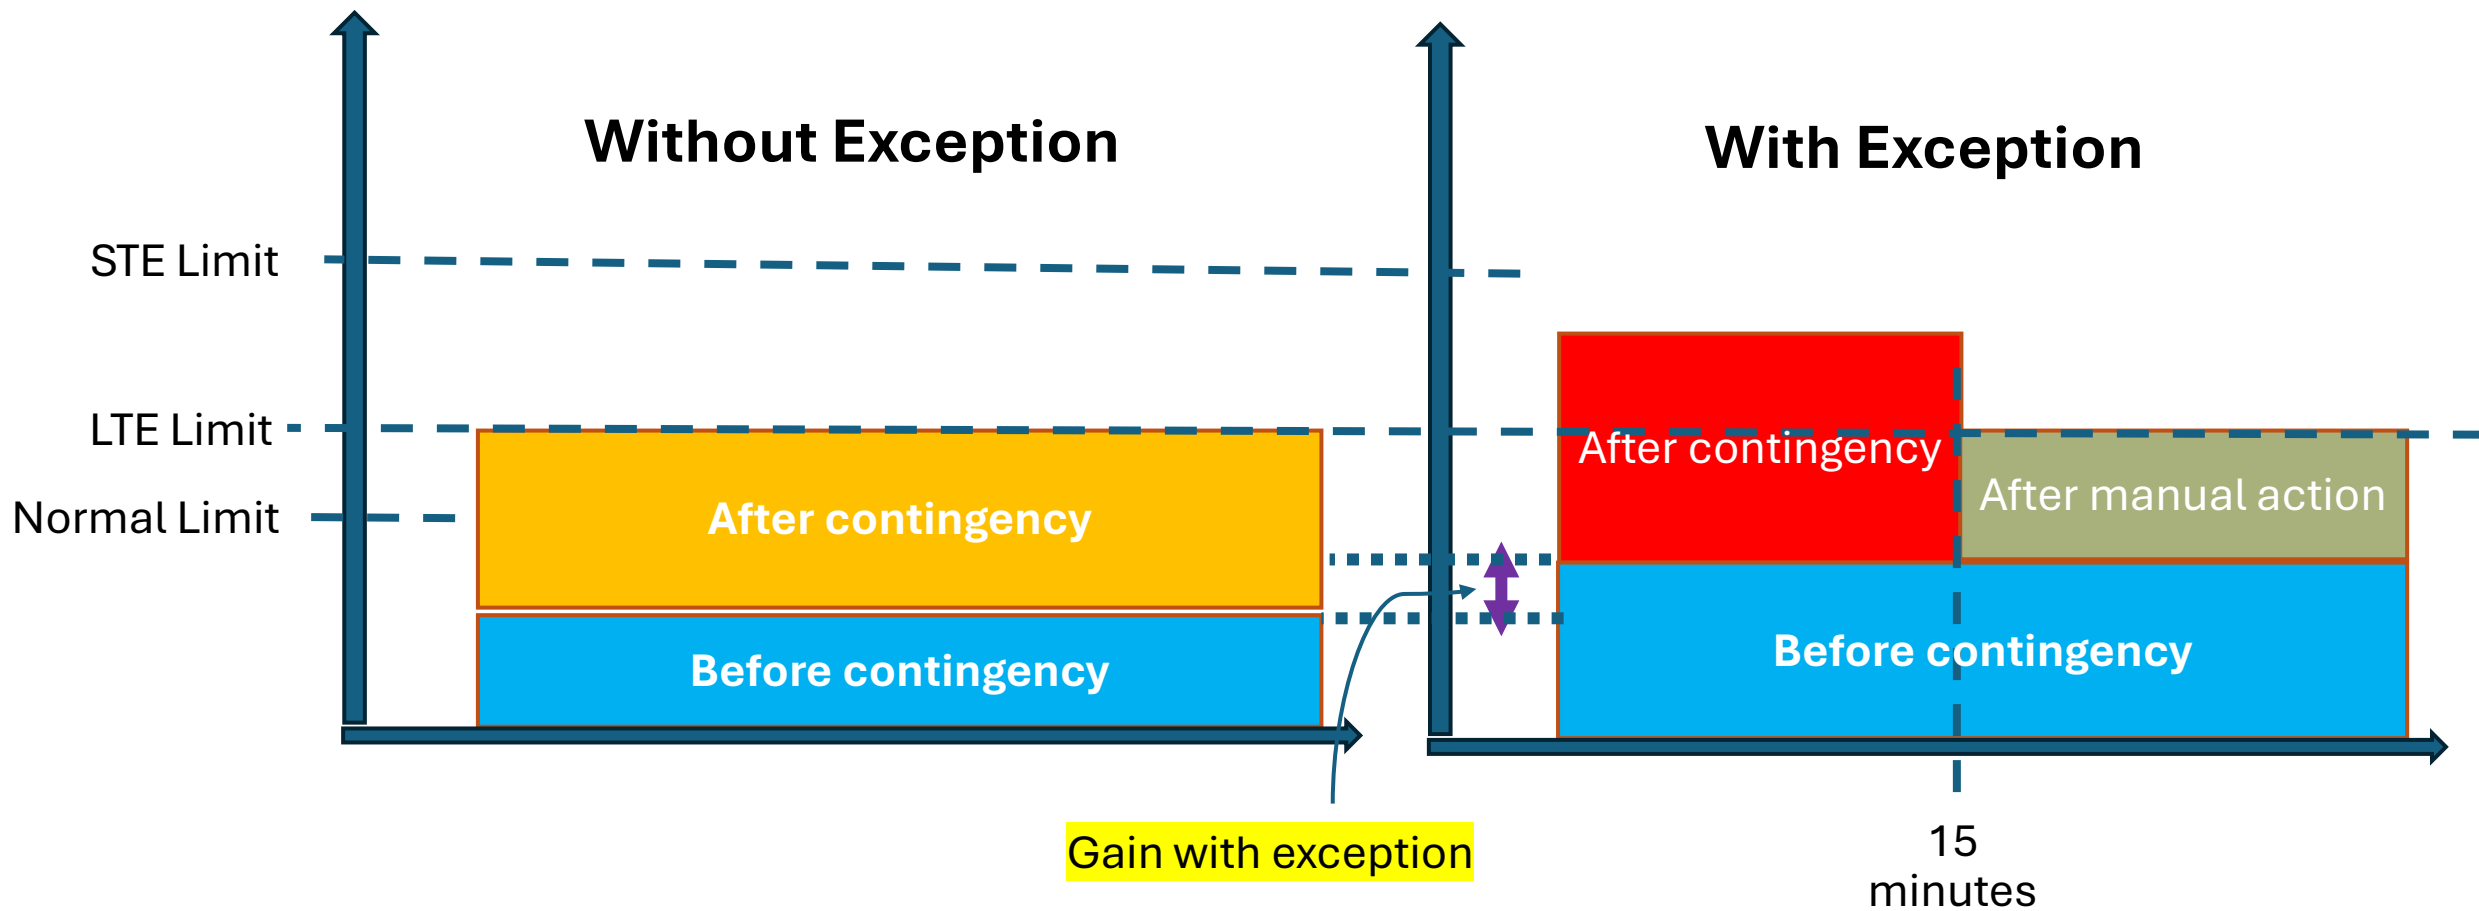 Without Exception
With Exception
STE Limit
LTE Limit
Normal Limit
After contingency
Before contingency
After contingency
After manual action
Before contingency
Gain with exception
15
minutes